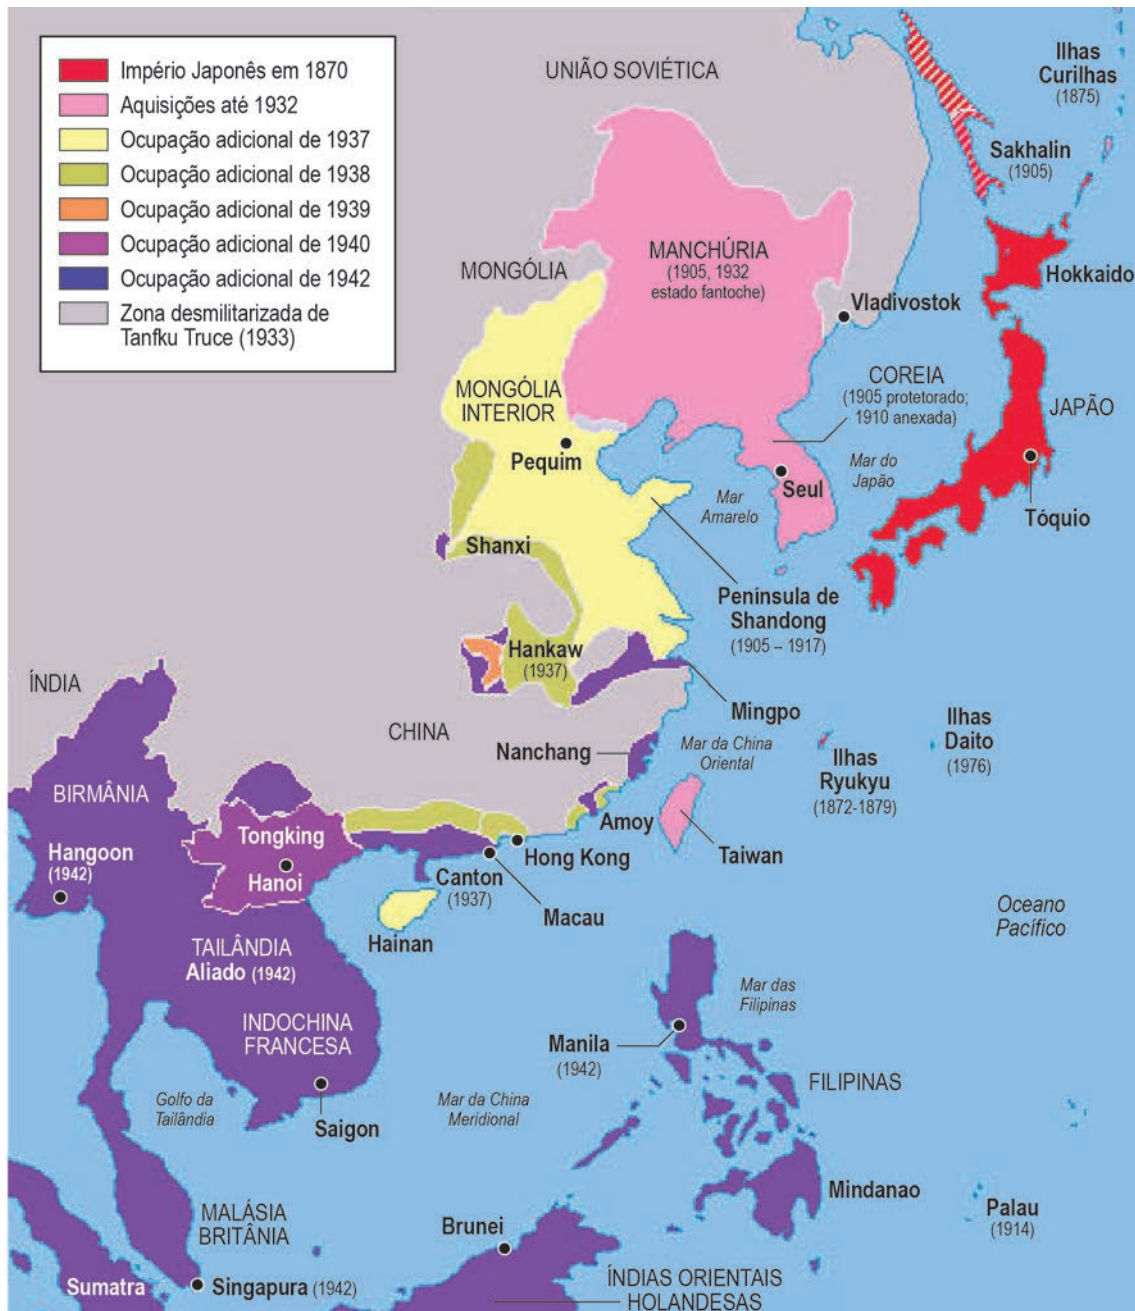 Império Japonês em 1870
Aquisições até 1932
Ocupação adicional de 1937
Ocupação adicional de 1938
Ocupação adicional de 1939
Ocupação adicional de 1940
Ocupação adicional de 1942
Zona desmilitarizada de
Tanfku Truce (1933)
UNIÃO SOVIÉTICA
Ilhas
Curilhas
(1875)
Sakhalin
(1905)
MANCHÚRIA
(1905, 1932
estado fantoche)
MONGÓLIA
Hokkaido
Vladivostok
COREIA
(1905 protetorado;
1910 anexada)
JAPÃO
MONGÓLIA
INTERIOR
Pequim
Mar do
Japão
Seul
Mar
Amarelo
Tóquio
Shanxi
Península de
Shandong
(1905 – 1917)
Hankaw
(1937)
ÍNDIA
CHINA
Mingpo
Nanchang
Mar da China
Oriental
Ilhas
Ryukyu
(1872-1879)
Ilhas
Daito
(1976)
BIRMÂNIA
Tongking
Hanoi
Hangoon
(1942)
Amoy
Taiwan
Hong Kong
Canton
(1937)
Macau
Hainan
Oceano
Pacífico
TAILÂNDIA
Aliado (1942)
INDOCHINA
FRANCESA
Mar das
Filipinas
Manila
(1942)
FILIPINAS
Golfo da
Tailândia
Mar da China
Meridional
Saigon
Mindanao
Palau
(1914)
MALÁSIA
BRITÂNIA
Brunei
Sumatra
Singapura (1942)
ÍNDIAS ORIENTAIS
HOLANDESAS